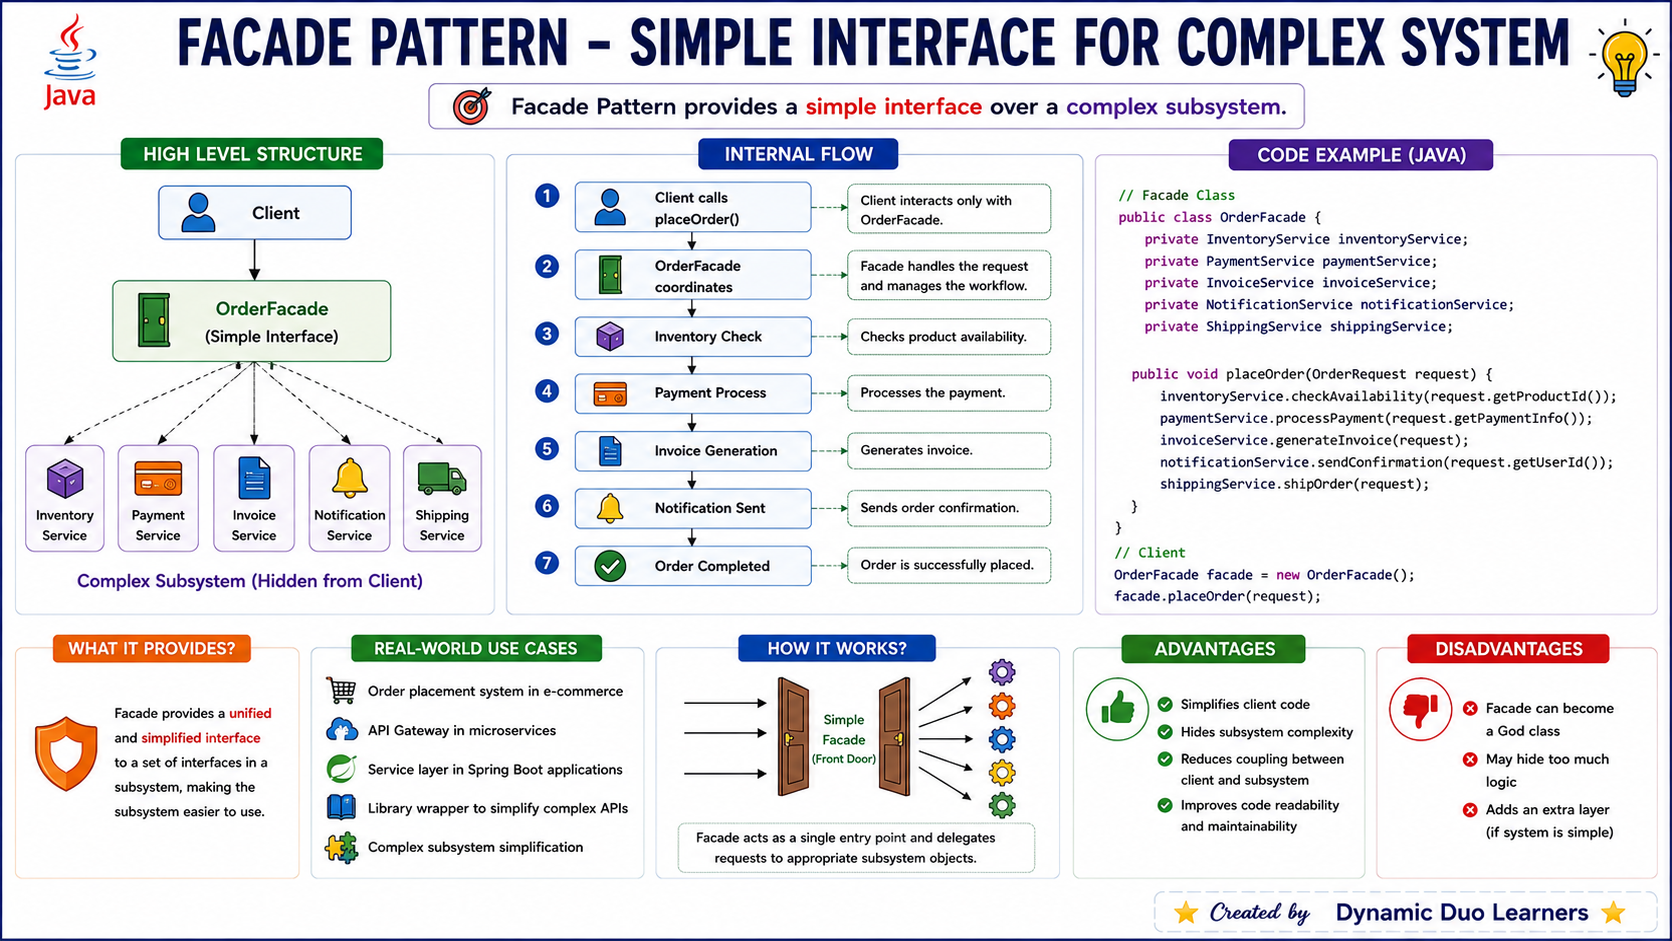 Java
FACADE PATTERN – SIMPLE INTERFACE FOR COMPLEX SYSTEM
Facade Pattern provides a simple interface over a complex subsystem.
HIGH LEVEL STRUCTURE
Client
OrderFacade
(Simple Interface)
Inventory
Service
Payment
Service
Invoice
Service
Notification
Service
Shipping
Service
Complex Subsystem (Hidden from Client)
INTERNAL FLOW
1
Client calls
placeOrder()
Client interacts only with
OrderFacade.
2
OrderFacade
coordinates
Facade handles the request
and manages the workflow.
3
Inventory Check
Checks product availability.
4
Payment Process
Processes the payment.
5
Invoice Generation
Generates invoice.
6
Notification Sent
Sends order confirmation.
7
Order Completed
Order is successfully placed.
CODE EXAMPLE (JAVA)
// Facade Class
public class OrderFacade {
private InventoryService inventoryService;
private PaymentService paymentService;
private InvoiceService invoiceService;
private NotificationService notificationService;
private ShippingService shippingService;
public void placeOrder(OrderRequest request) {
inventoryService.checkAvailability(request.getProductId());
paymentService.processPayment(request.getPaymentInfo());
invoiceService.generateInvoice(request);
notificationService.sendConfirmation(request.getUserId());
shippingService.shipOrder(request);
}
}
// Client
OrderFacade facade = new OrderFacade();
facade.placeOrder(request);
WHAT IT PROVIDES?
Facade provides a unified
and simplified interface
to a set of interfaces in a
subsystem, making the
subsystem easier to use.
REAL-WORLD USE CASES
Order placement system in e-commerce
API Gateway in microservices
Service layer in Spring Boot applications
Library wrapper to simplify complex APIs
Complex subsystem simplification
HOW IT WORKS?
Simple
Facade
(Front Door)
Facade acts as a single entry point and delegates
requests to appropriate subsystem objects.
ADVANTAGES
Simplifies client code
Hides subsystem complexity
Reduces coupling between
client and subsystem
Improves code readability
and maintainability
DISADVANTAGES
Facade can become
a God class
May hide too much
logic
Adds an extra layer
(if system is simple)
Created by Dynamic Duo Learners